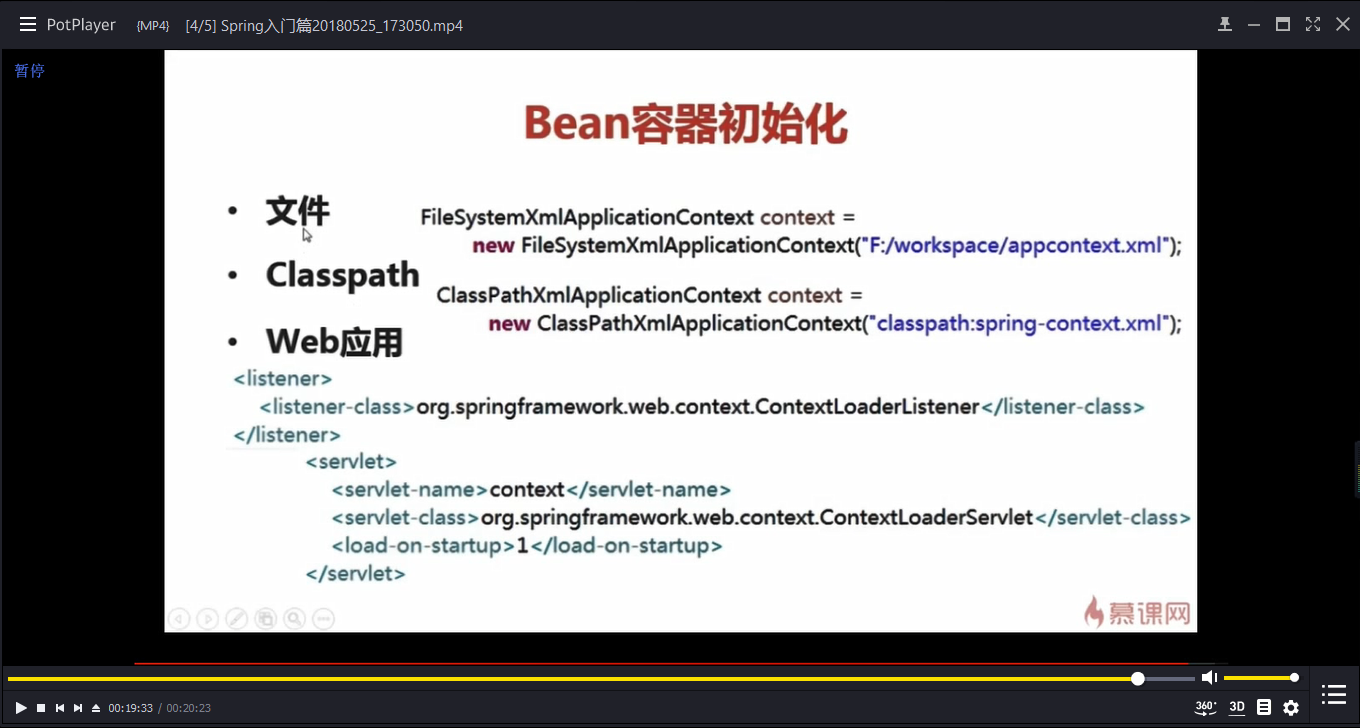 PotPlayer {MP4} [4/5] Spring入门篇20180525_173050.mp4
暂停
Bean容器初始化
• 文件
FileSystemXmlApplicationContext context =
new FileSystemXmlApplicationContext("F:/workspace/appcontext.xml");
• Classpath
ClassPathXmlApplicationContext context =
new ClassPathXmlApplicationContext("classpath:spring-context.xml");
• Web应用
<listener>
<listener-class>org.springframework.web.context.ContextLoaderListener</listener-class>
</listener>
<servlet>
<servlet-name>context</servlet-name>
<servlet-class>org.springframework.web.context.ContextLoaderServlet</servlet-class>
<load-on-startup>1</load-on-startup>
</servlet>
慕课网
00:19:33 / 00:20:23
360° 3D